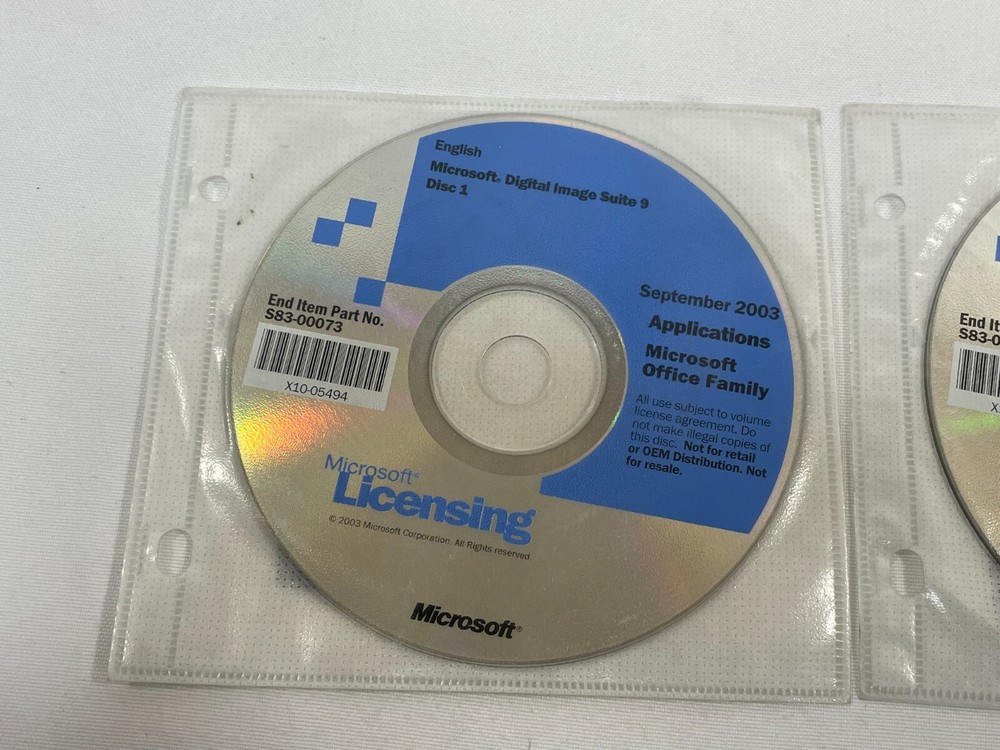 English
Microsoft® Digital Image Suite 9
Disc 1
September 2003
Applications
Microsoft
Office Family
All use subject to volume
license agreement. Do
not make illegal copies of
this disc. Not for retail
or OEM Distribution. Not
for resale.
End Item Part No.
S83-00073
X10-05494
Microsoft®
Licensing
© 2003 Microsoft Corporation. All Rights reserved.
Microsoft®
End It
S83-0
X